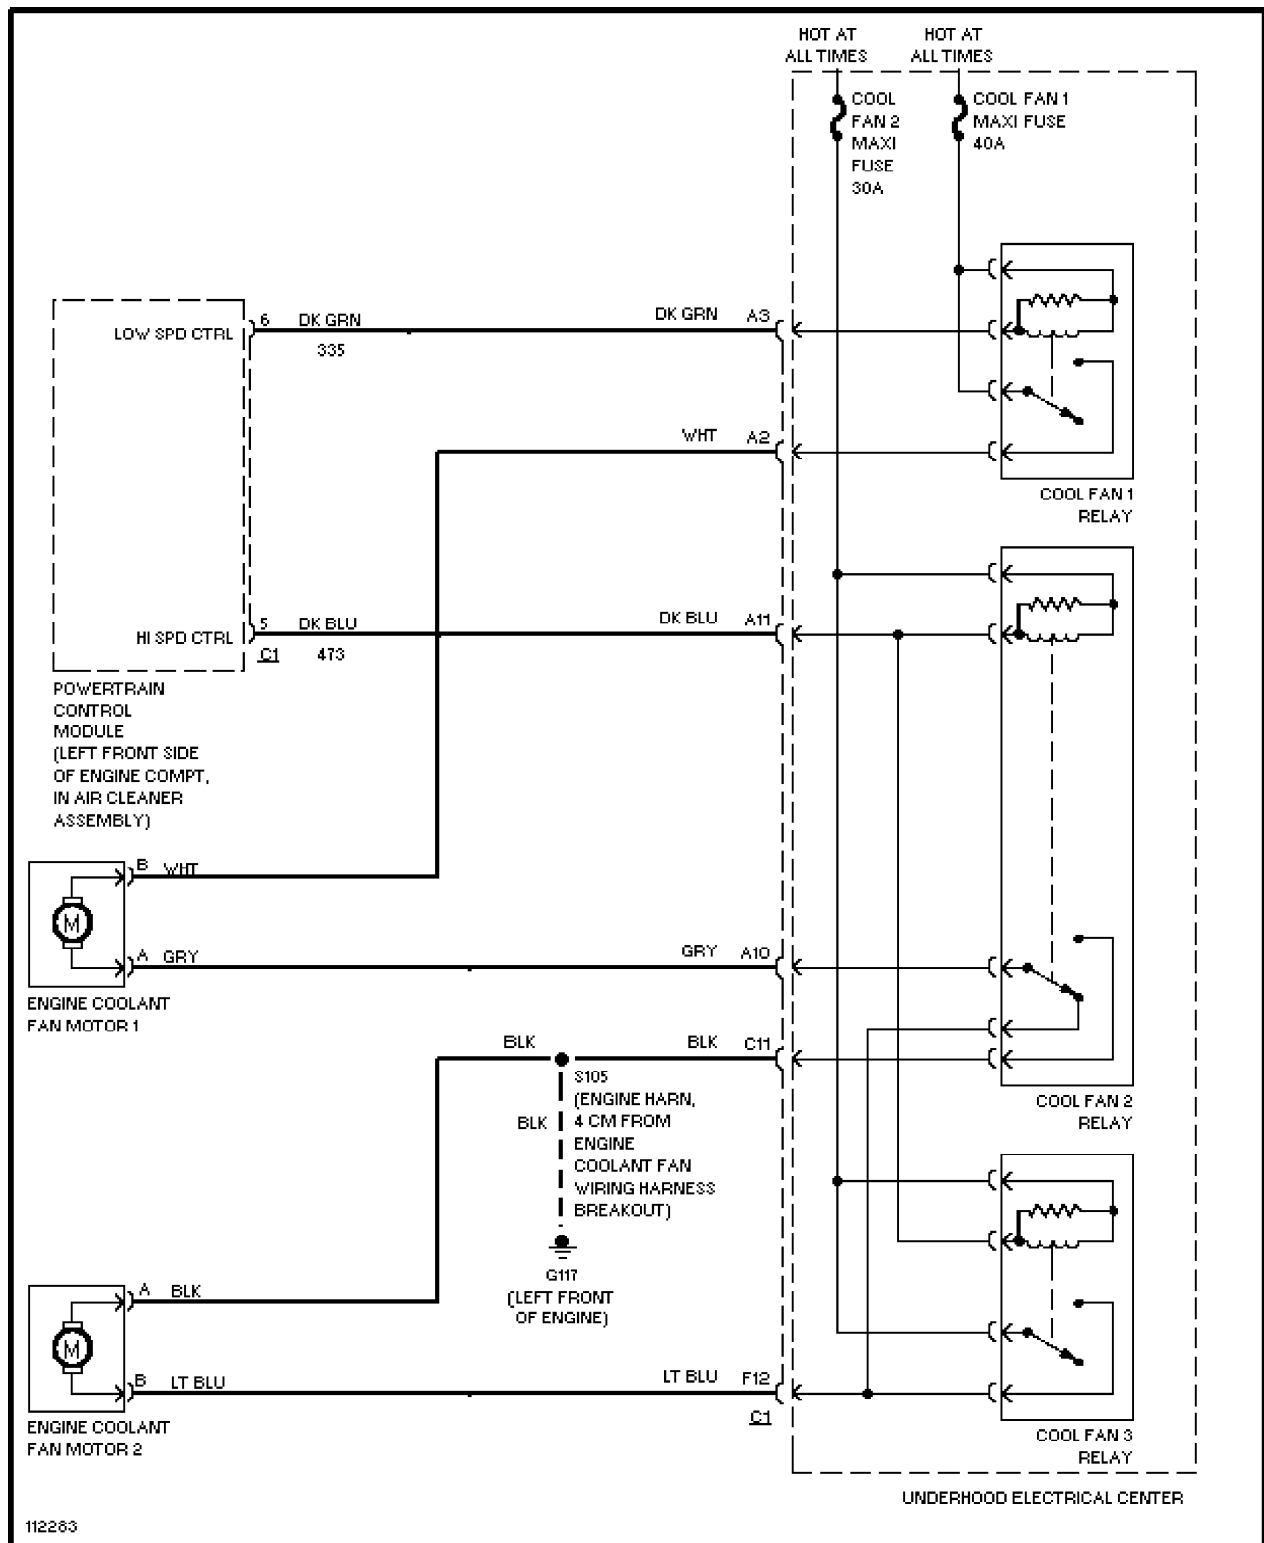 HOT AT
ALL TIMES
HOT AT
ALL TIMES
COOL
FAN 2
MAXI
FUSE
30A
COOL FAN 1
MAXI FUSE
40A
LOW SPD CTRL
6
DK GRN
335
DK GRN
A3
WHT
A2
COOL FAN 1
RELAY
HI SPD CTRL
5
DK BLU
C1
473
DK BLU
A11
POWERTRAIN
CONTROL
MODULE
(LEFT FRONT SIDE
OF ENGINE COMPT,
IN AIR CLEANER
ASSEMBLY)
B
WHT
M
A
GRY
GRY
A10
ENGINE COOLANT
FAN MOTOR 1
BLK
BLK
C11
S105
(ENGINE HARN,
4 CM FROM
ENGINE
COOLANT FAN
WIRING HARNESS
BREAKOUT)
BLK
COOL FAN 2
RELAY
G117
(LEFT FRONT
OF ENGINE)
A
BLK
M
B
LT BLU
LT BLU
F12
C1
ENGINE COOLANT
FAN MOTOR 2
COOL FAN 3
RELAY
UNDERHOOD ELECTRICAL CENTER
112283